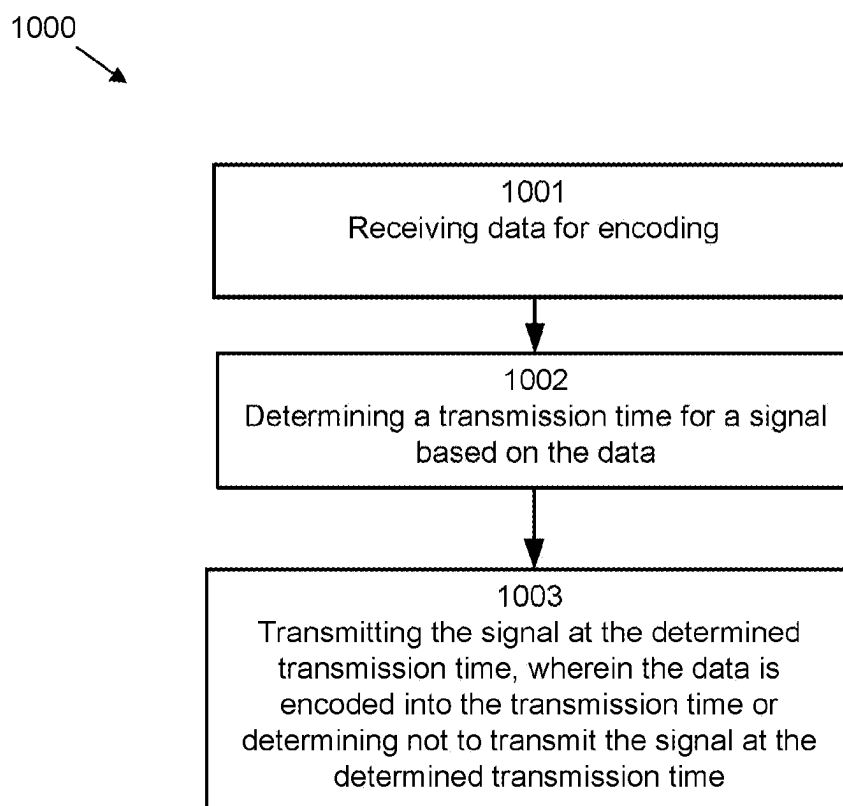 1000
1001
Receiving data for encoding
1002
Determining a transmission time for a signal
based on the data
1003
Transmitting the signal at the determined
transmission time, wherein the data is
encoded into the transmission time or
determining not to transmit the signal at the
determined transmission time